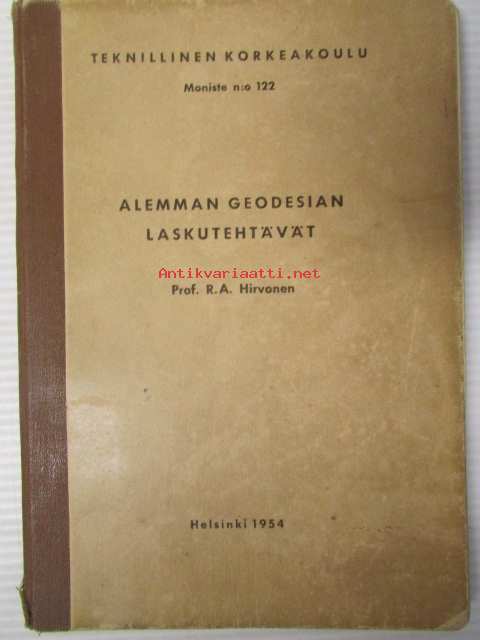 TEKNILLINEN KORKEAKOULU
Moniste n:o 122
ALEMMAN GEODESIAN
LASKUTEHTÄVÄT
Antikvariaatti.net
Prof. R.A. Hirvonen
Helsinki 1954